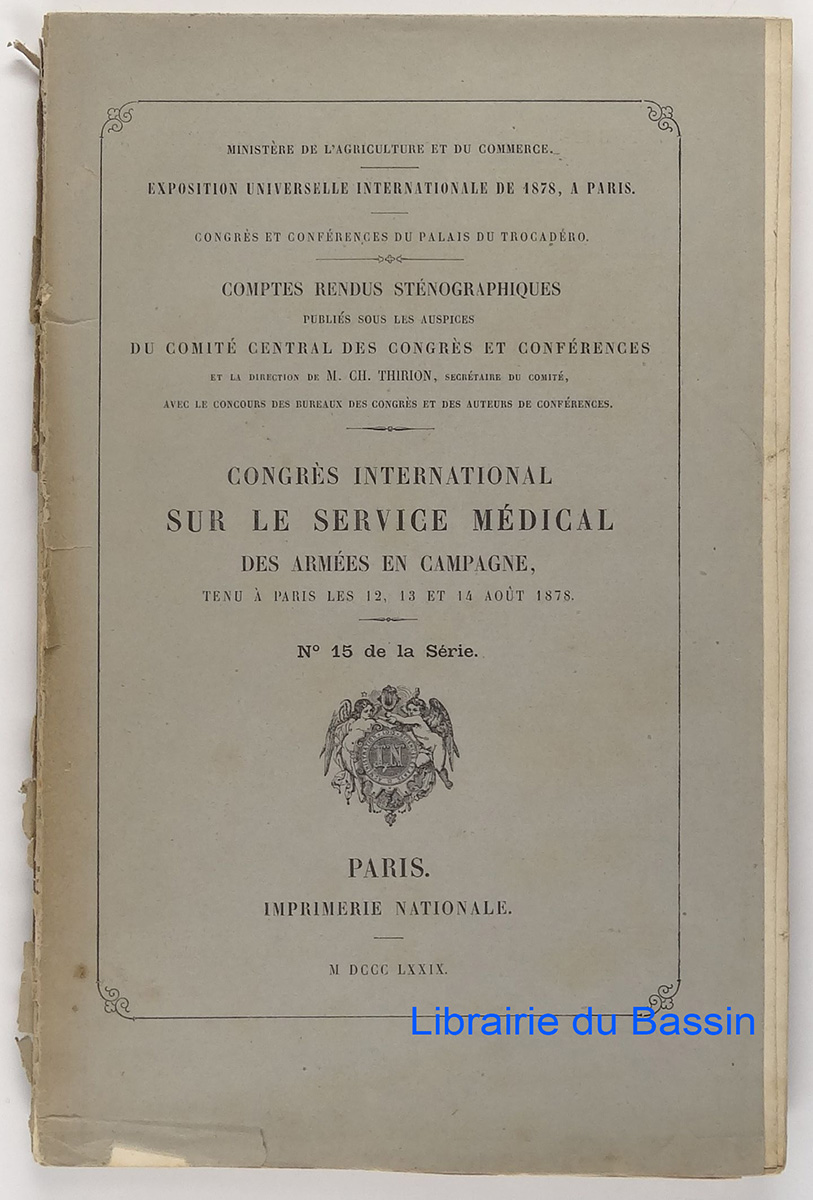 MINISTÈRE DE L'AGRICULTURE ET DU COMMERCE.
EXPOSITION UNIVERSELLE INTERNATIONALE DE 1878, A PARIS.
CONGRÈS ET CONFÉRENCES DU PALAIS DU TROCADÉRO.
COMPTES RENDUS STÉNOGRAPHIQUES
PUBLIÉS SOUS LES AUSPICES
DU COMITÉ CENTRAL DES CONGRÈS ET CONFÉRENCES
ET LA DIRECTION DE M. CH. THIRION, SECRÉTAIRE DU COMITÉ,
AVEC LE CONCOURS DES BUREAUX DES CONGRÈS ET DES AUTEURS DE CONFÉRENCES.
CONGRÈS INTERNATIONAL
SUR LE SERVICE MÉDICAL
DES ARMÉES EN CAMPAGNE,
TENU À PARIS LES 12, 13 ET 14 AOÛT 1878.
Nº 15 de la Série.
IN
PARIS.
IMPRIMERIE NATIONALE.
M DCCC LXXIX.
Librairie du Bassin